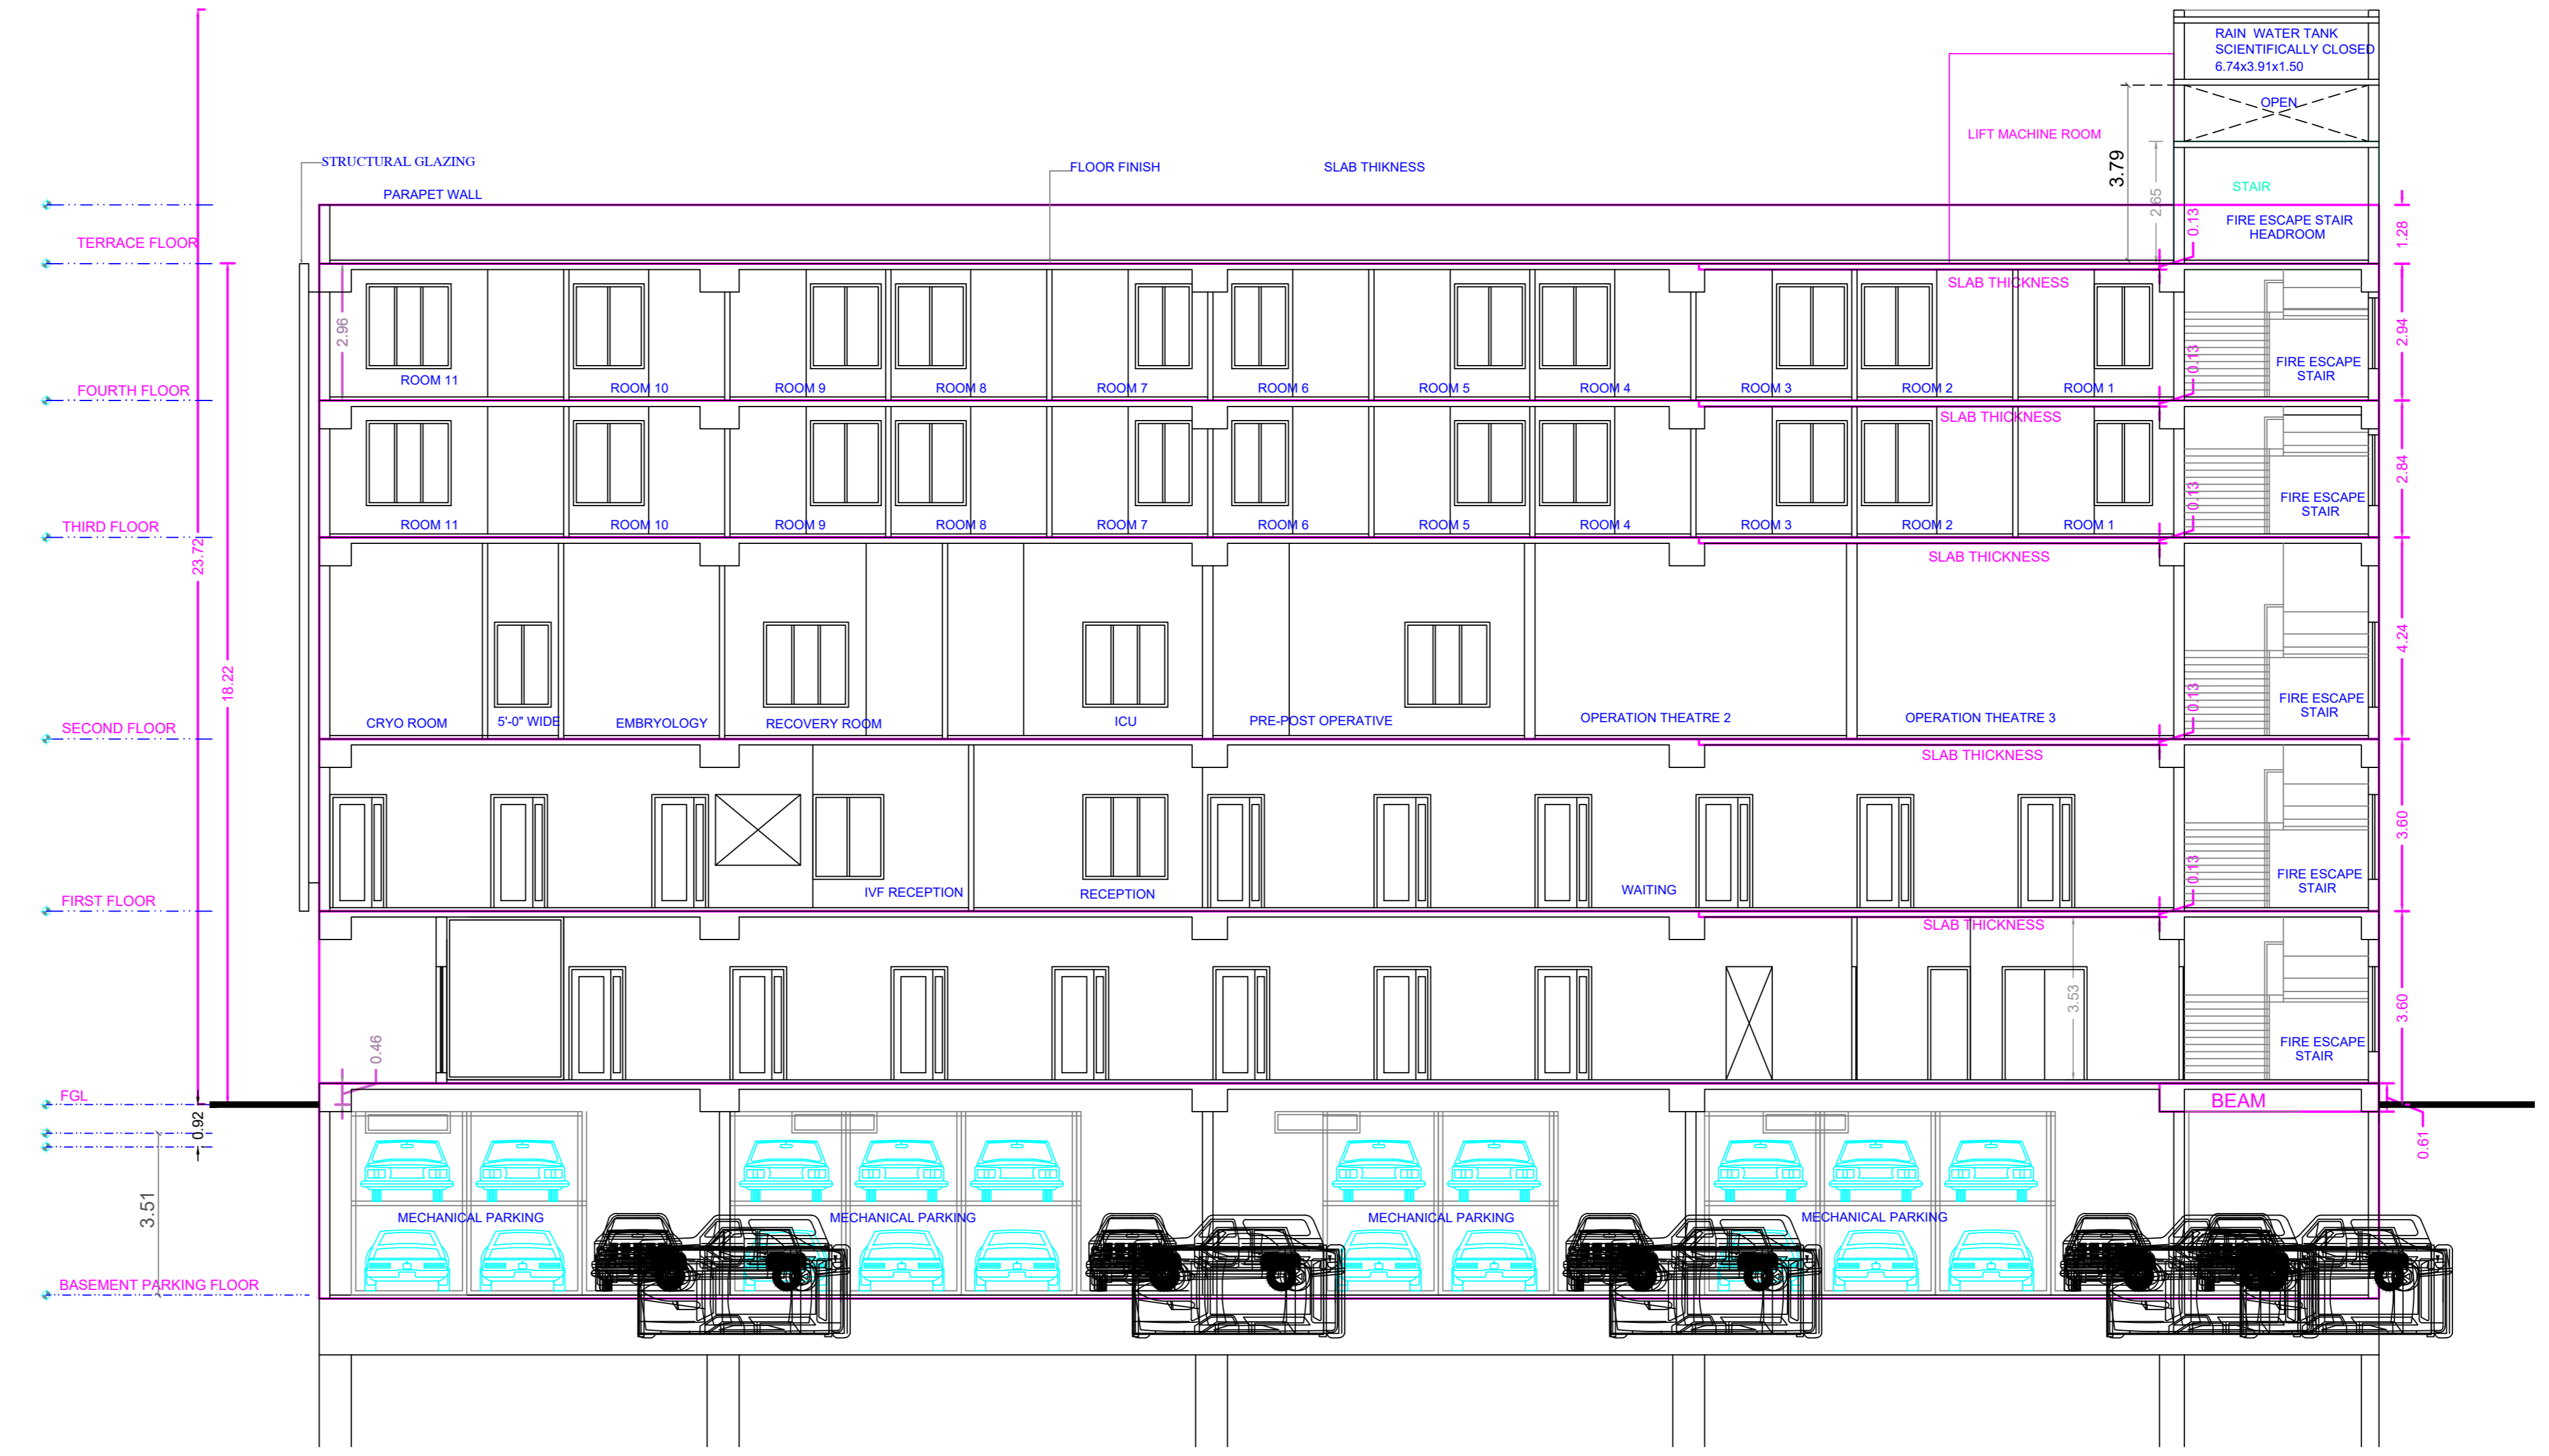 RAIN WATER TANK
SCIENTIFICALLY CLOSED
6.74x3.91x1.50
OPEN
LIFT MACHINE ROOM
3.79
2.65
STAIR
STRUCTURAL GLAZING
FLOOR FINISH
SLAB THIKNESS
PARAPET WALL
FIRE ESCAPE STAIR
HEADROOM
0.13
1.28
TERRACE FLOOR
SLAB THICKNESS
2.96
2.94
0.13
FIRE ESCAPE
STAIR
FOURTH FLOOR
ROOM 11
ROOM 10
ROOM 9
ROOM 8
ROOM 7
ROOM 6
ROOM 5
ROOM 4
ROOM 3
ROOM 2
ROOM 1
SLAB THICKNESS
2.84
0.13
FIRE ESCAPE
STAIR
THIRD FLOOR
ROOM 11
ROOM 10
ROOM 9
ROOM 8
ROOM 7
ROOM 6
ROOM 5
ROOM 4
ROOM 3
ROOM 2
ROOM 1
23.72
SLAB THICKNESS
4.24
18.22
0.13
FIRE ESCAPE
STAIR
SECOND FLOOR
CRYO ROOM
5'-0" WIDE
EMBRYOLOGY
RECOVERY ROOM
ICU
PRE-POST OPERATIVE
OPERATION THEATRE 2
OPERATION THEATRE 3
SLAB THICKNESS
3.60
0.13
FIRE ESCAPE
STAIR
FIRST FLOOR
IVF RECEPTION
RECEPTION
WAITING
SLAB THICKNESS
3.53
3.60
0.46
FIRE ESCAPE
STAIR
FGL
BEAM
0.92
0.61
3.51
MECHANICAL PARKING
MECHANICAL PARKING
MECHANICAL PARKING
MECHANICAL PARKING
BASEMENT PARKING FLOOR